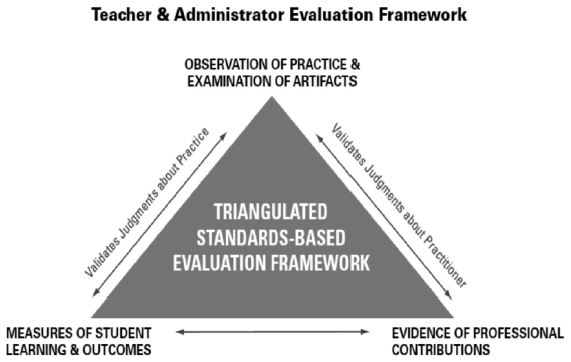 Teacher & Administrator Evaluation Framework
OBSERVATION OF PRACTICE &
EXAMINATION OF ARTIFACTS
Validates Judgments about Practice
Validates Judgments about Practitioner
TRIANGULATED
STANDARDS-BASED
EVALUATION FRAMEWORK
MEASURES OF STUDENT
LEARNING & OUTCOMES
EVIDENCE OF PROFESSIONAL
CONTRIBUTIONS